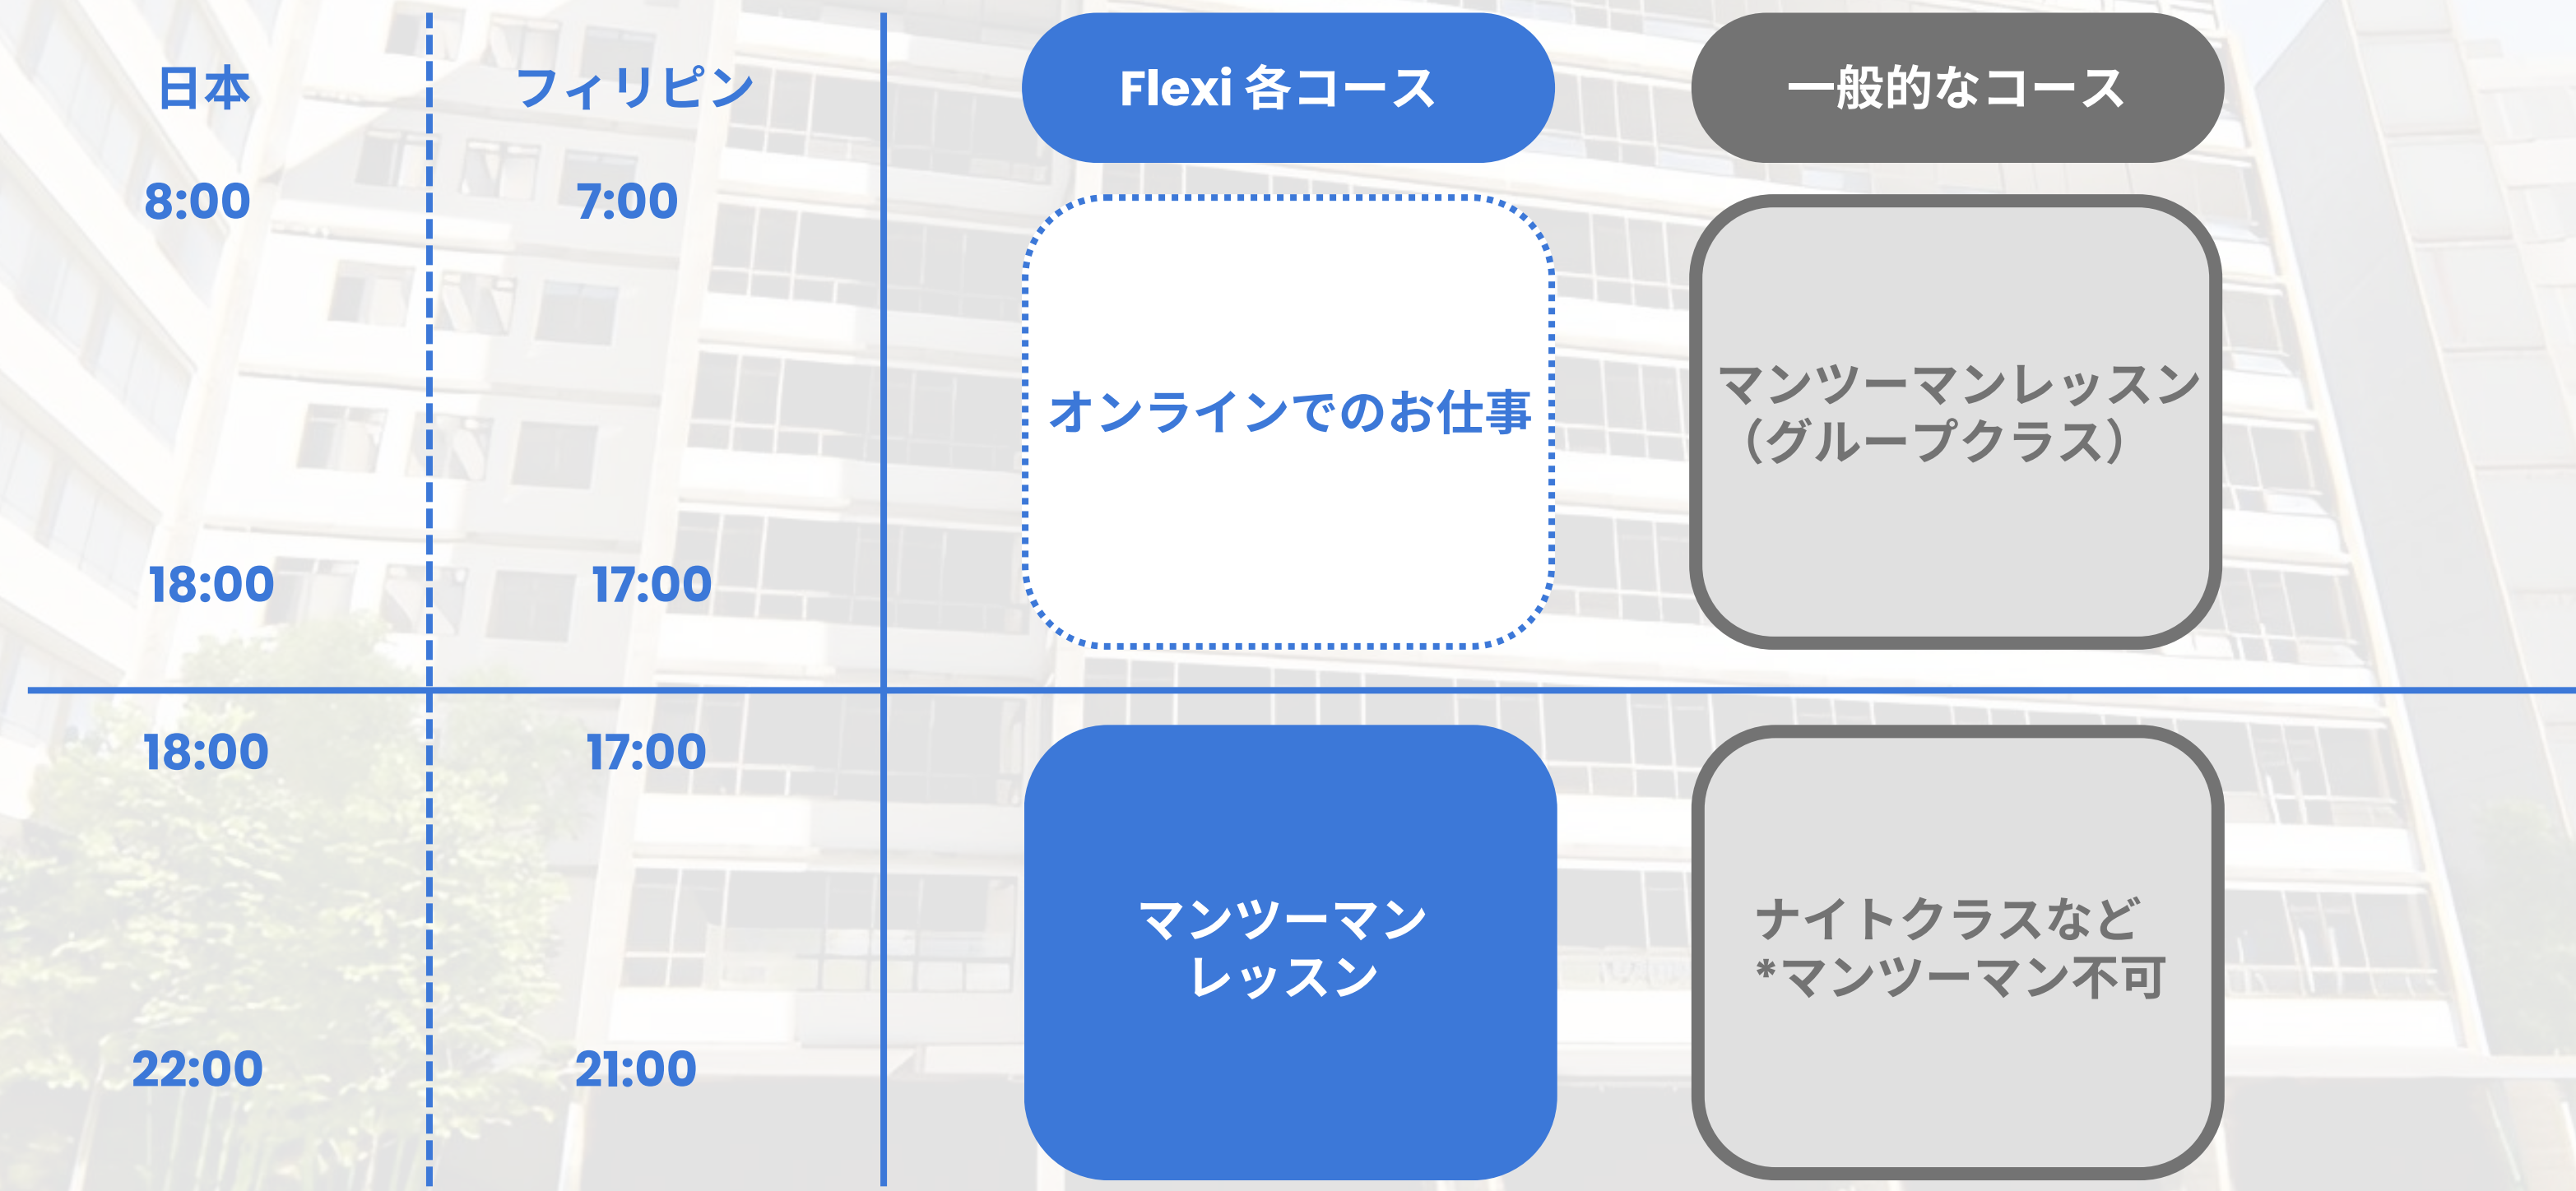 日本
フィリピン
Flexi 各コース
一般的なコース
8:00
7:00
オンラインでのお仕事
マンツーマンレッスン
（グループクラス）
18:00
17:00
18:00
17:00
マンツーマン
レッスン
ナイトクラスなど
*マンツーマン不可
22:00
21:00